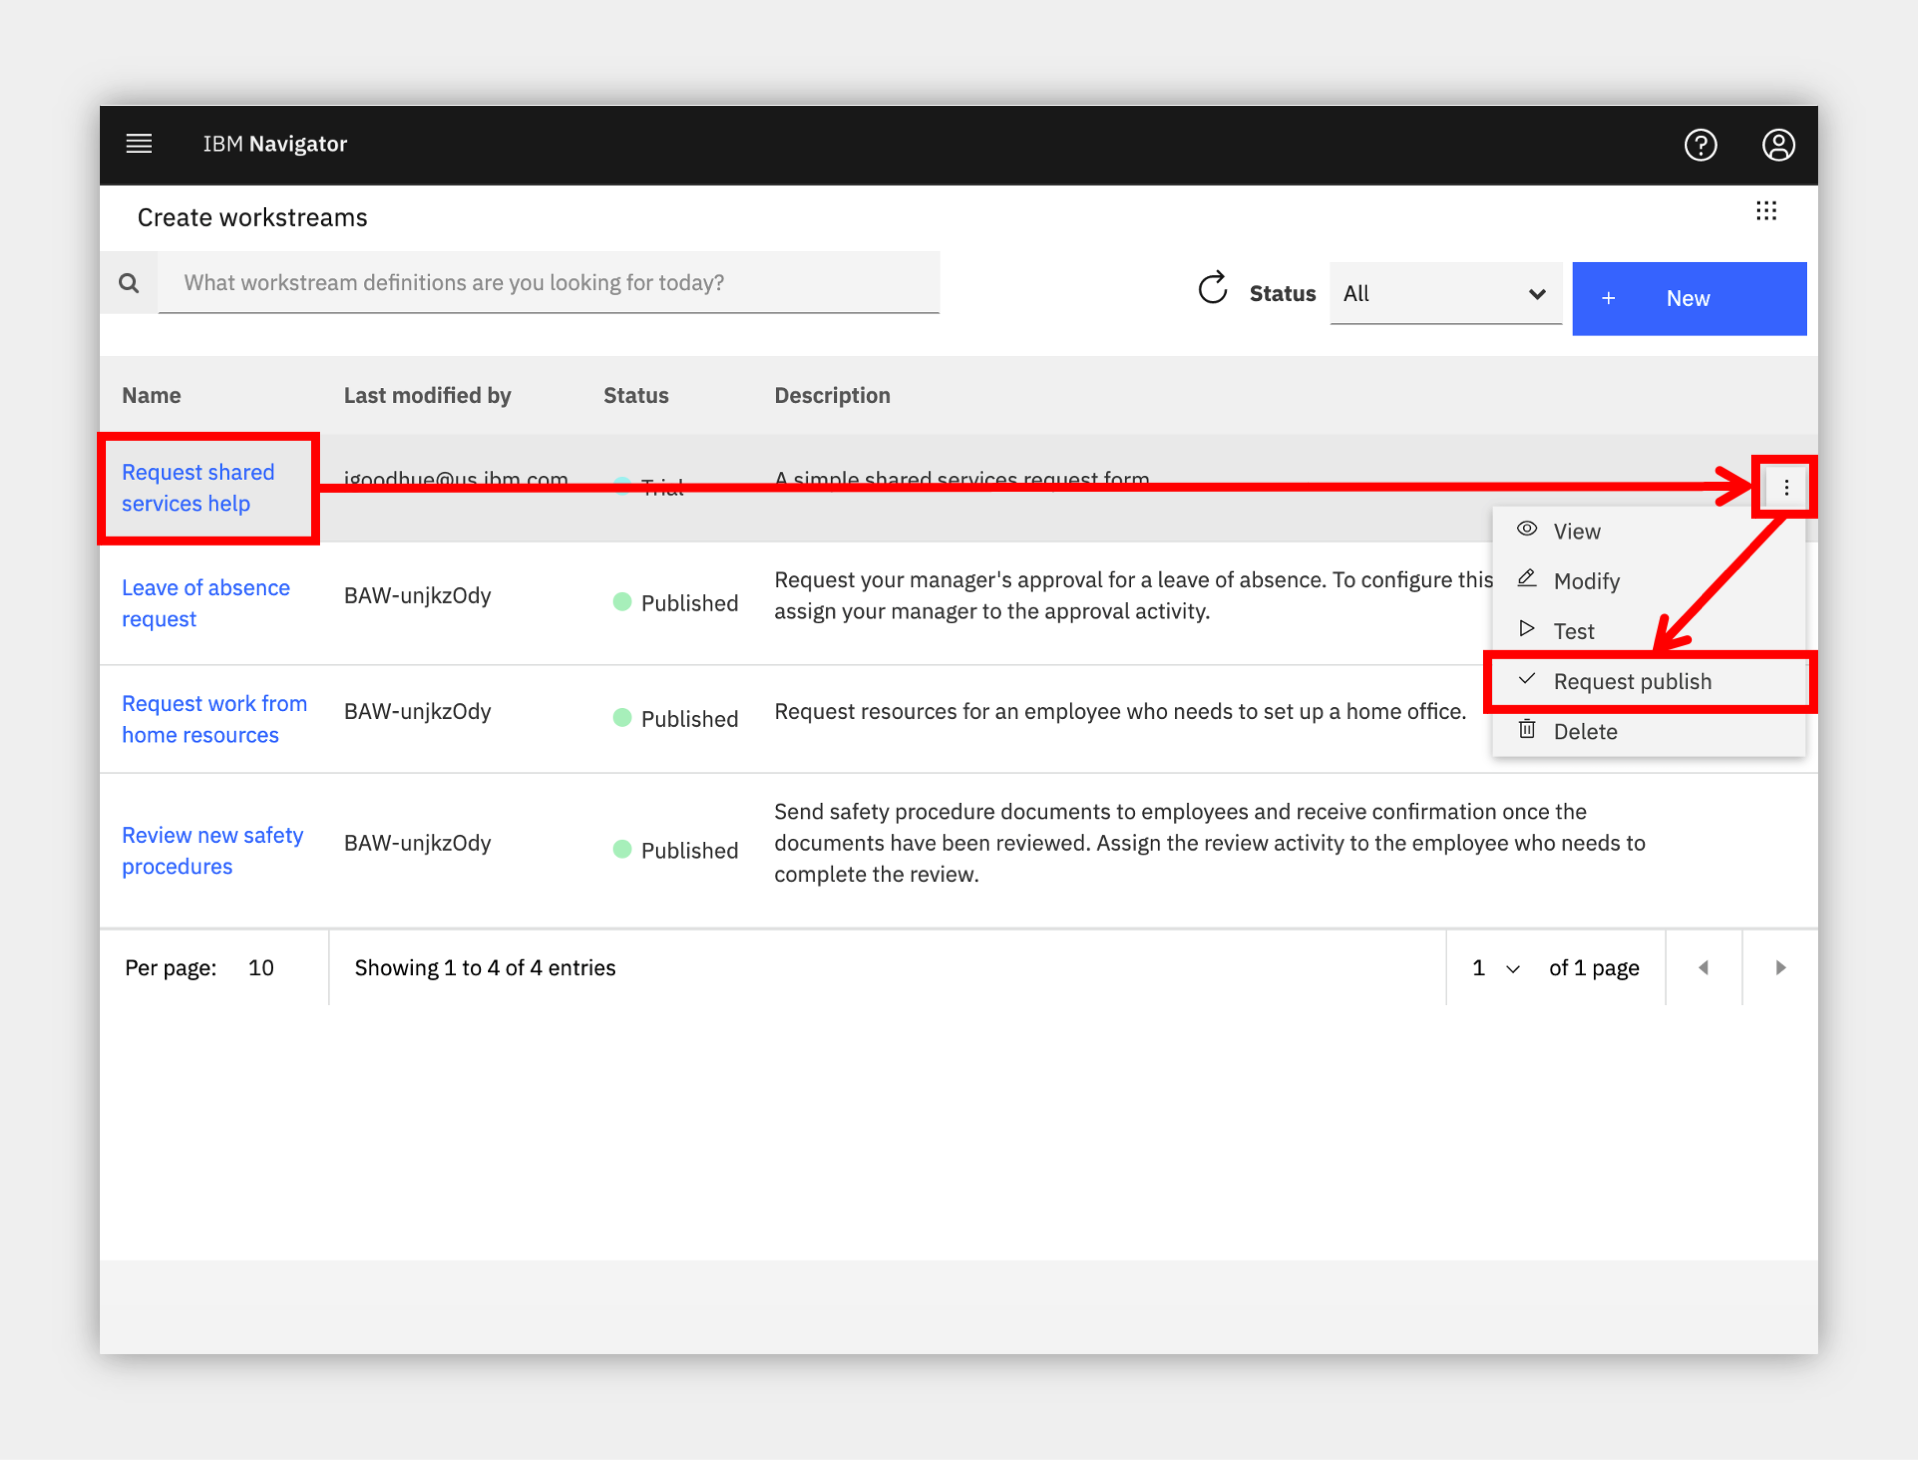 IBM Navigator
Create workstreams
What workstream definitions are you looking for today?
Status
All
+ New
Name
Last modified by
Status
Description
Request shared
services help
jgoodhue@us.ibm.com
Trial
A simple shared services request form
View
Modify
Test
Request publish
Delete
Leave of absence
request
BAW-unjkzOdy
Published
Request your manager's approval for a leave of absence. To configure this
assign your manager to the approval activity.
Request work from
home resources
BAW-unjkzOdy
Published
Request resources for an employee who needs to set up a home office.
Review new safety
procedures
BAW-unjkzOdy
Published
Send safety procedure documents to employees and receive confirmation once the
documents have been reviewed. Assign the review activity to the employee who needs to
complete the review.
Per page: 10
Showing 1 to 4 of 4 entries
1 of 1 page